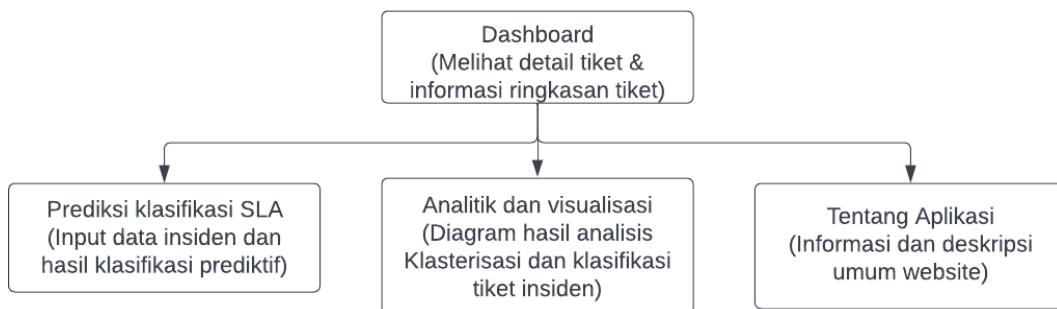 Dashboard
(Melihat detail tiket &
informasi ringkasan tiket)
Prediksi klasifikasi SLA
(Input data insiden dan
hasil klasifikasi prediktif)
Analitik dan visualisasi
(Diagram hasil analisis
Klasterisasi dan klasifikasi
tiket insiden)
Tentang Aplikasi
(Informasi dan deskripsi
umum website)